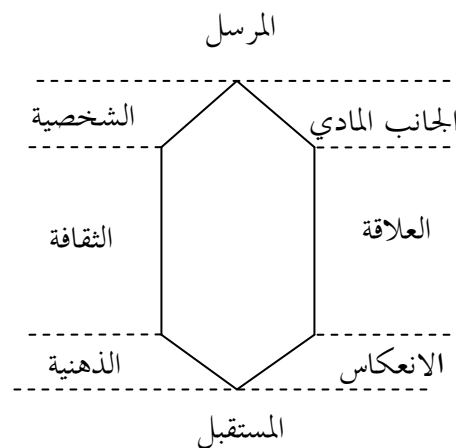 المرسل
الجانب المادي
الشخصية
العلاقة
الثقافة
الانعكاس
الذهنية
المستقبل